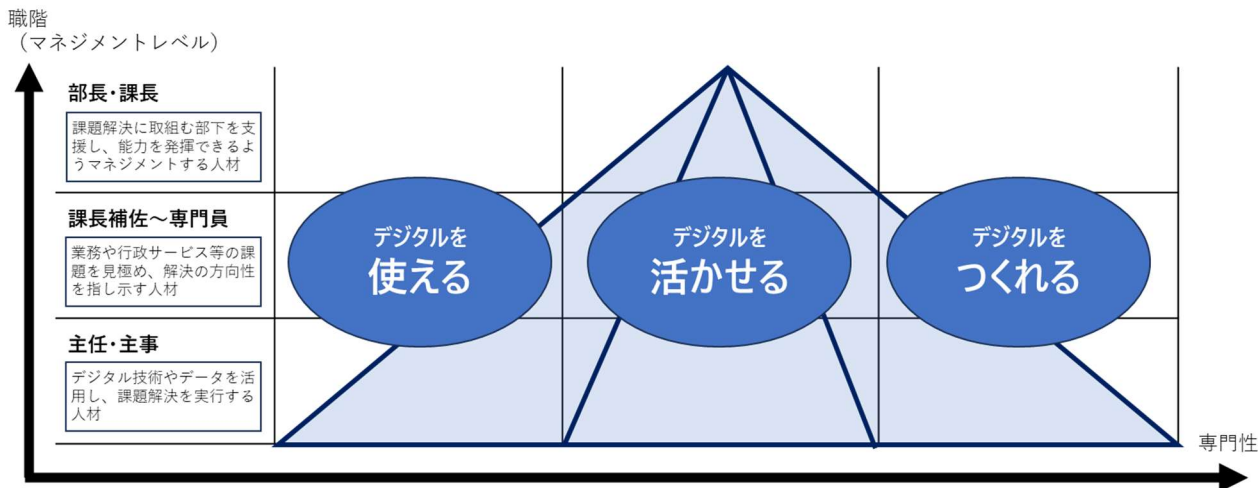 職階
（マネジメントレベル）
部長・課長
課題解決に取組む部下を支
援し、能力を発揮できるよ
うマネジメントする人材
課長補佐～専門員
業務や行政サービス等の課
題を見極め、解決の方向性
を指し示す人材
主任・主事
デジタル技術やデータを活
用し、課題解決を実行する
人材
デジタルを
使える
デジタルを
活かせる
デジタルを
つくれる
専門性